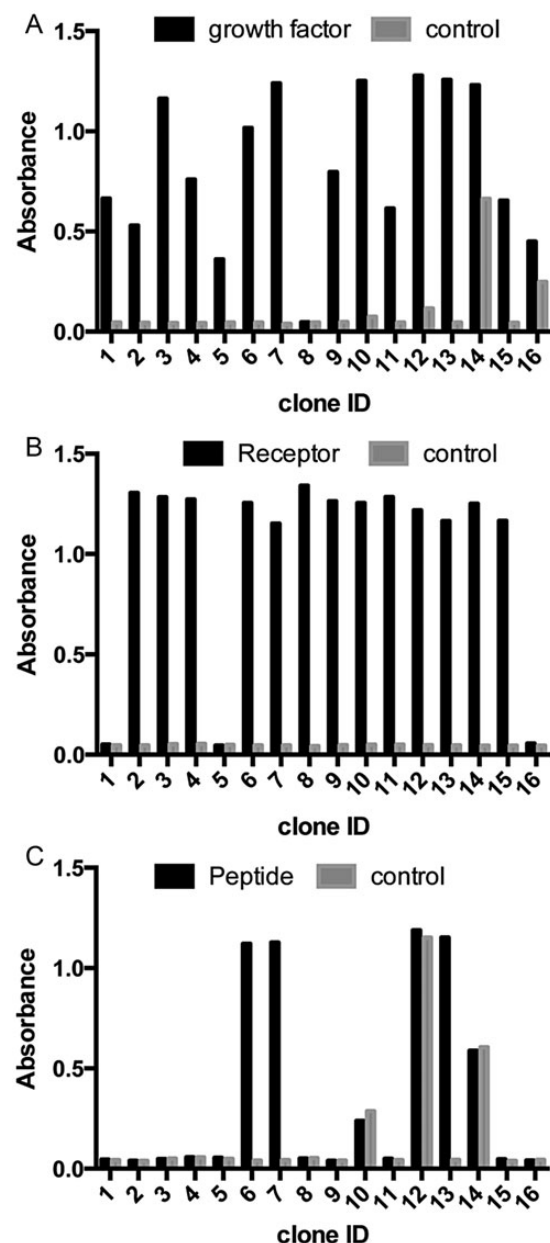 A
growth factor control
1.5
1.0
0.5
0.0
Absorbance
1 2 3 4 5 6 7 8 9 10 11 12 13 14 15 16
clone ID
B
Receptor control
1.5
1.0
0.5
0.0
Absorbance
1 2 3 4 5 6 7 8 9 10 11 12 13 14 15 16
clone ID
C
Peptide control
1.5
1.0
0.5
0.0
Absorbance
1 2 3 4 5 6 7 8 9 10 11 12 13 14 15 16
clone ID